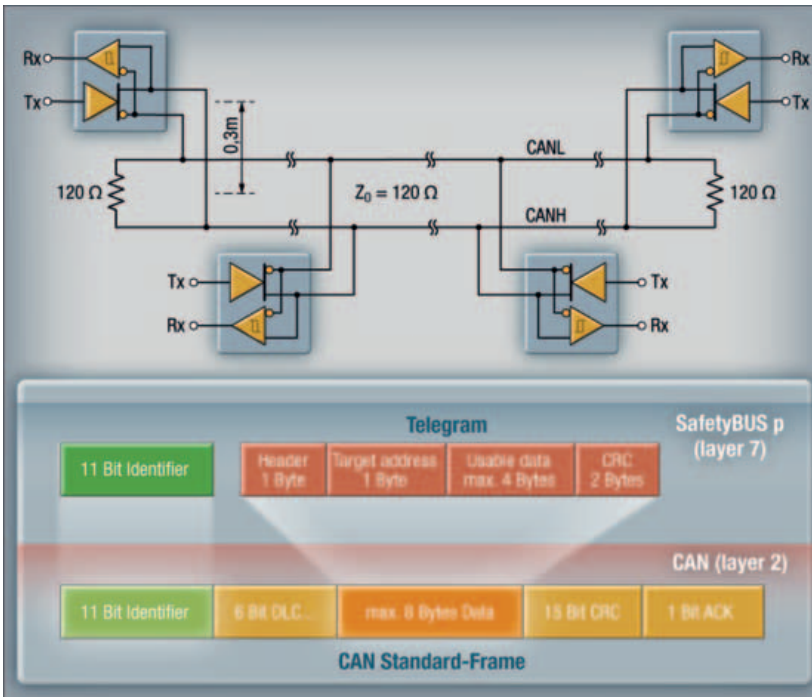 Rx
Tx
Rx
Tx
0,3m
CANL
120 Ω
Z0 = 120 Ω
120 Ω
CANH
Tx
Rx
Tx
Rx
Telegram
SafetyBUS p
(layer 7)
11 Bit Identifier
Header
1 Byte
Target address
1 Byte
Usable data
max. 4 Bytes
CRC
2 Bytes
CAN (layer 2)
11 Bit Identifier
6 Bit DLC...
max. 8 Bytes Data
15 Bit CRC
1 Bit ACK
CAN Standard-Frame